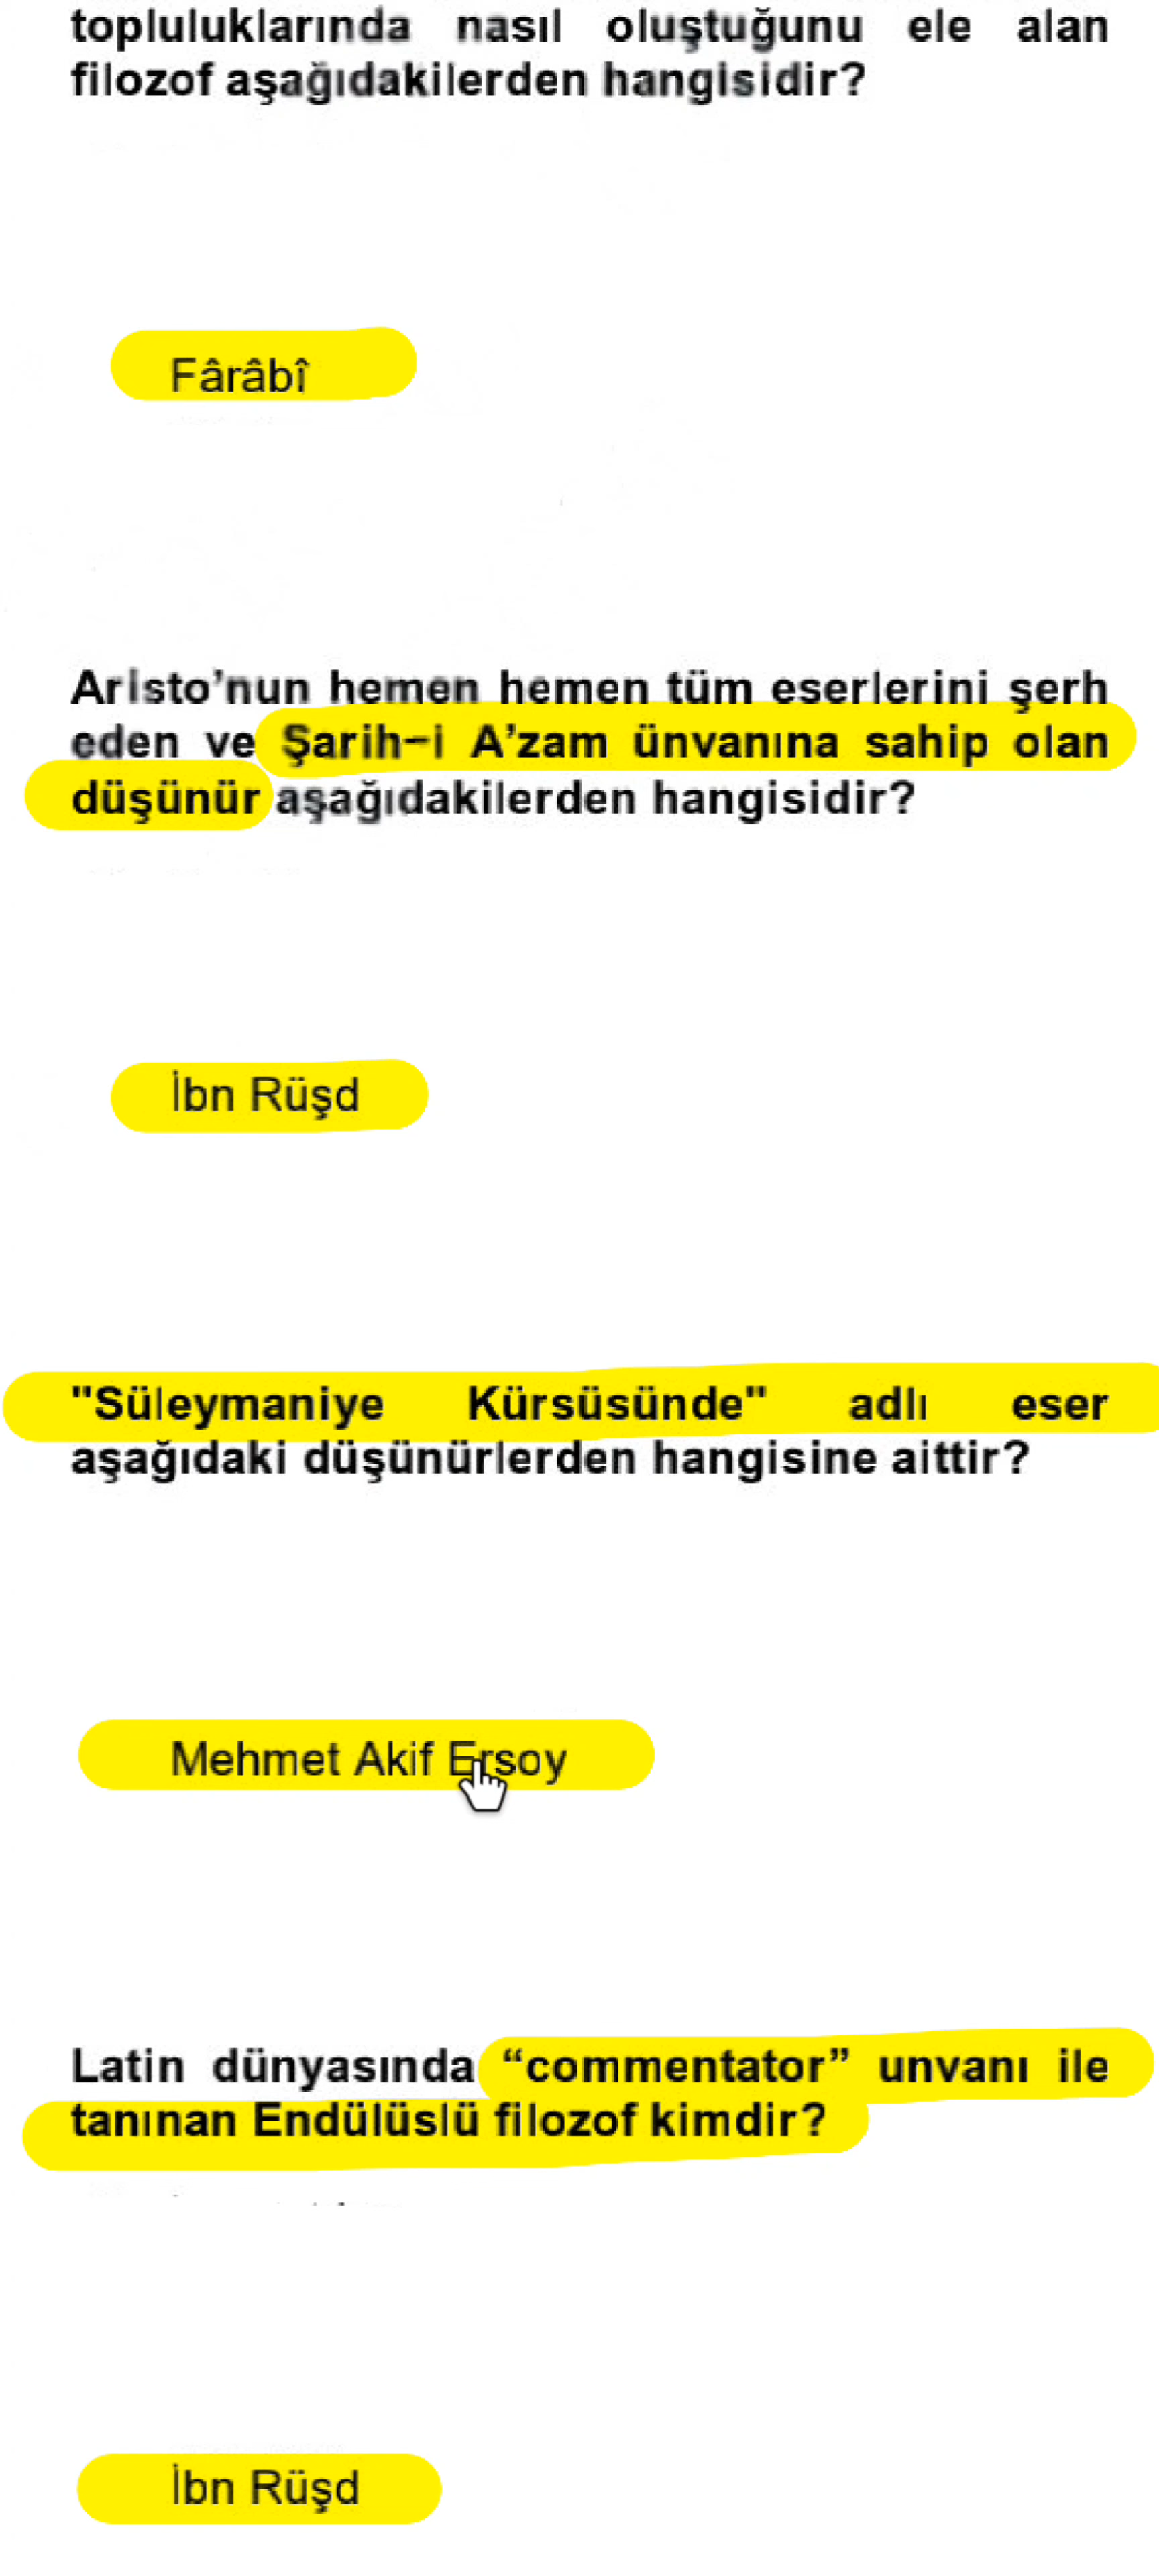 topluluklarında nasıl oluştuğunu ele alan
filozof aşağıdakilerden hangisidir?
Fârâbî
Aristo’nun hemen hemen tüm eserlerini şerh
eden ve Şarih–i A’zam ünvanına sahip olan
düşünür aşağıdakilerden hangisidir?
İbn Rüşd
"Süleymaniye Kürsüsünde" adlı eser
aşağıdaki düşünürlerden hangisine aittir?
Mehmet Akif Ersoy
Latin dünyasında “commentator” unvanı ile
tanınan Endülüslü filozof kimdir?
İbn Rüşd